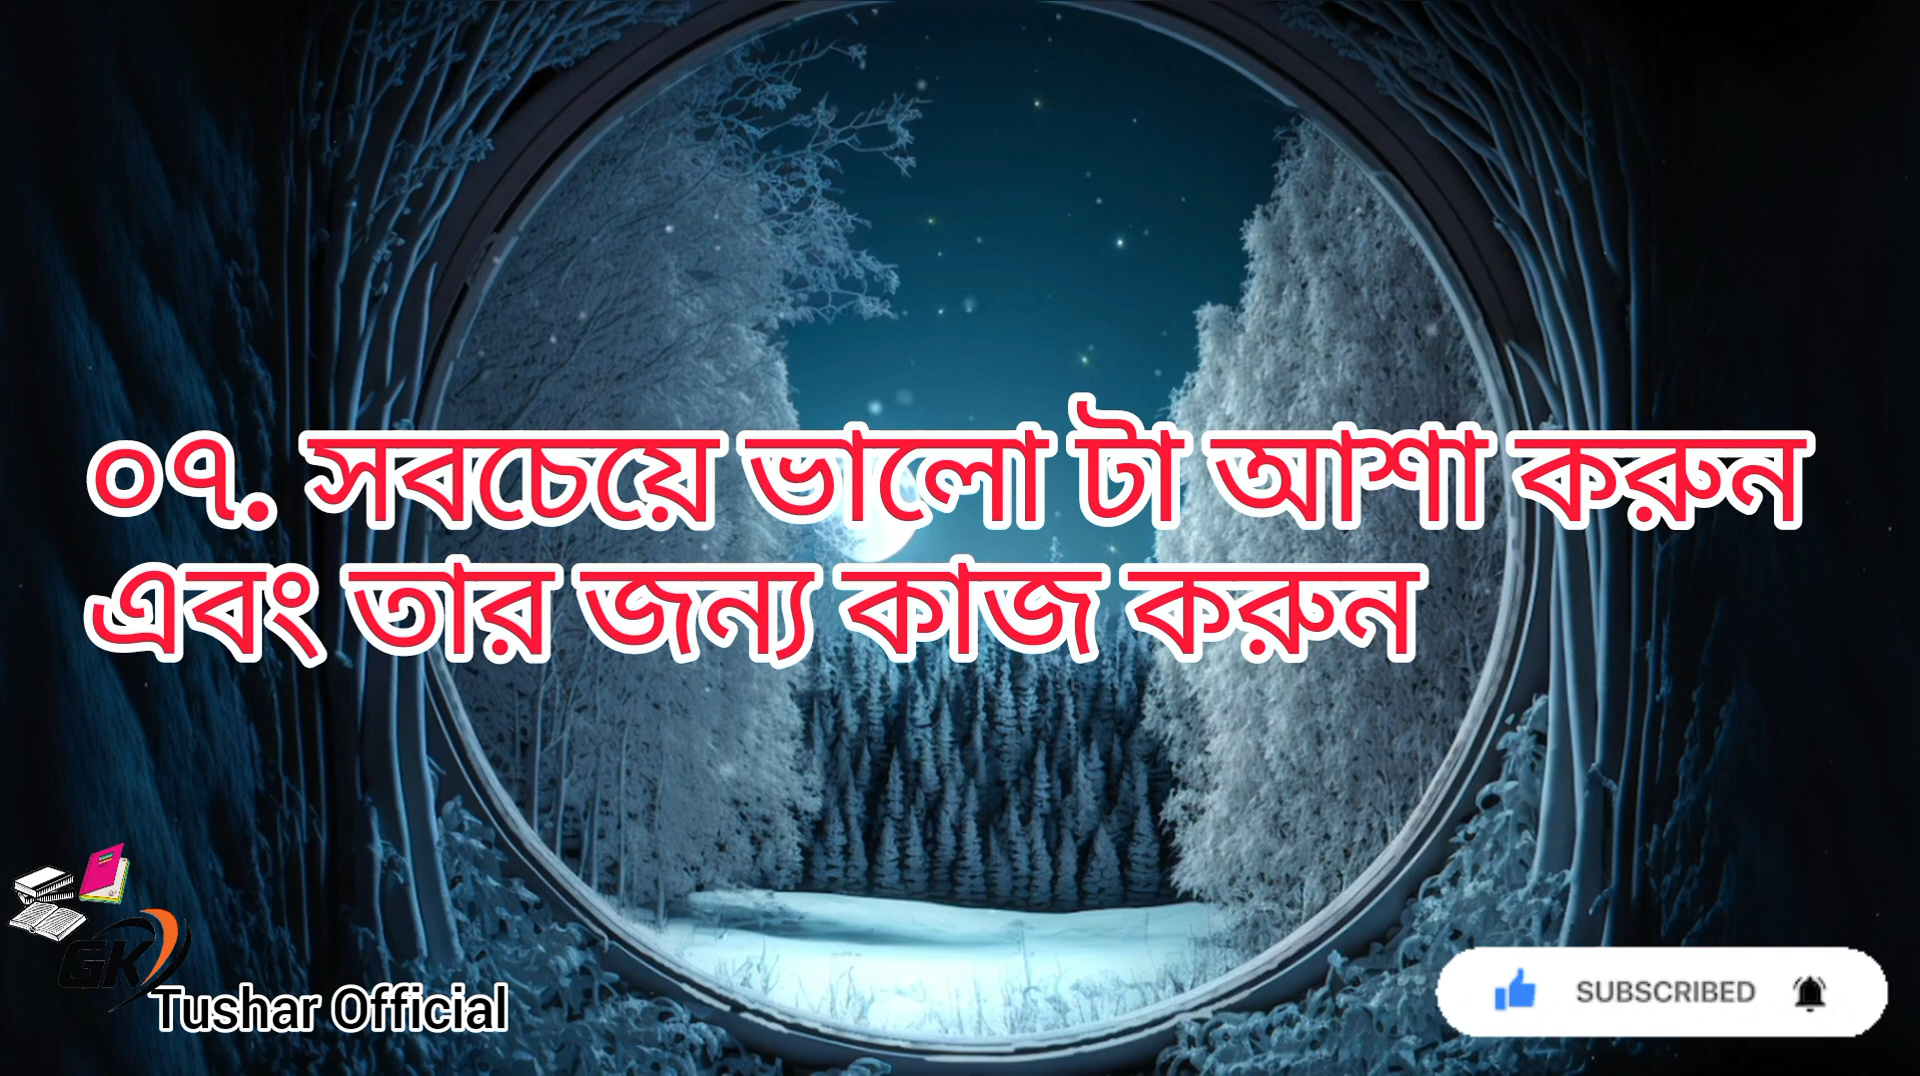 ০৭. সবচেয়ে ভালো টা আশা করুন
এবং তার জন্য কাজ করুন
GK
Tushar Official
SUBSCRIBED